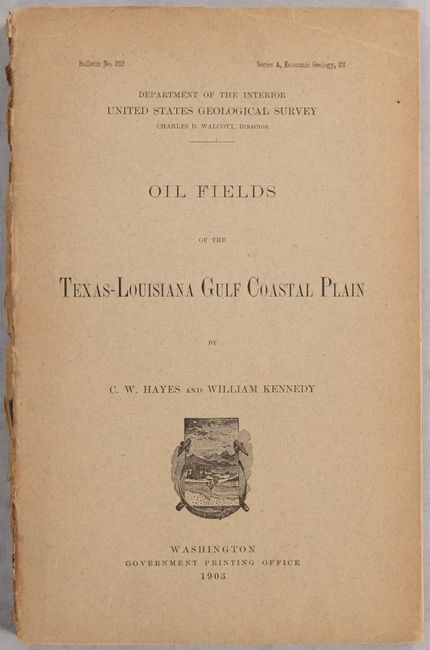 Bulletin No. 212 Series A, Economic Geology, 23
DEPARTMENT OF THE INTERIOR
UNITED STATES GEOLOGICAL SURVEY
CHARLES D. WALCOTT, DIRECTOR
OIL FIELDS
OF THE
TEXAS-LOUISIANA GULF COASTAL PLAIN
BY
C. W. HAYES AND WILLIAM KENNEDY
WASHINGTON
GOVERNMENT PRINTING OFFICE
1903